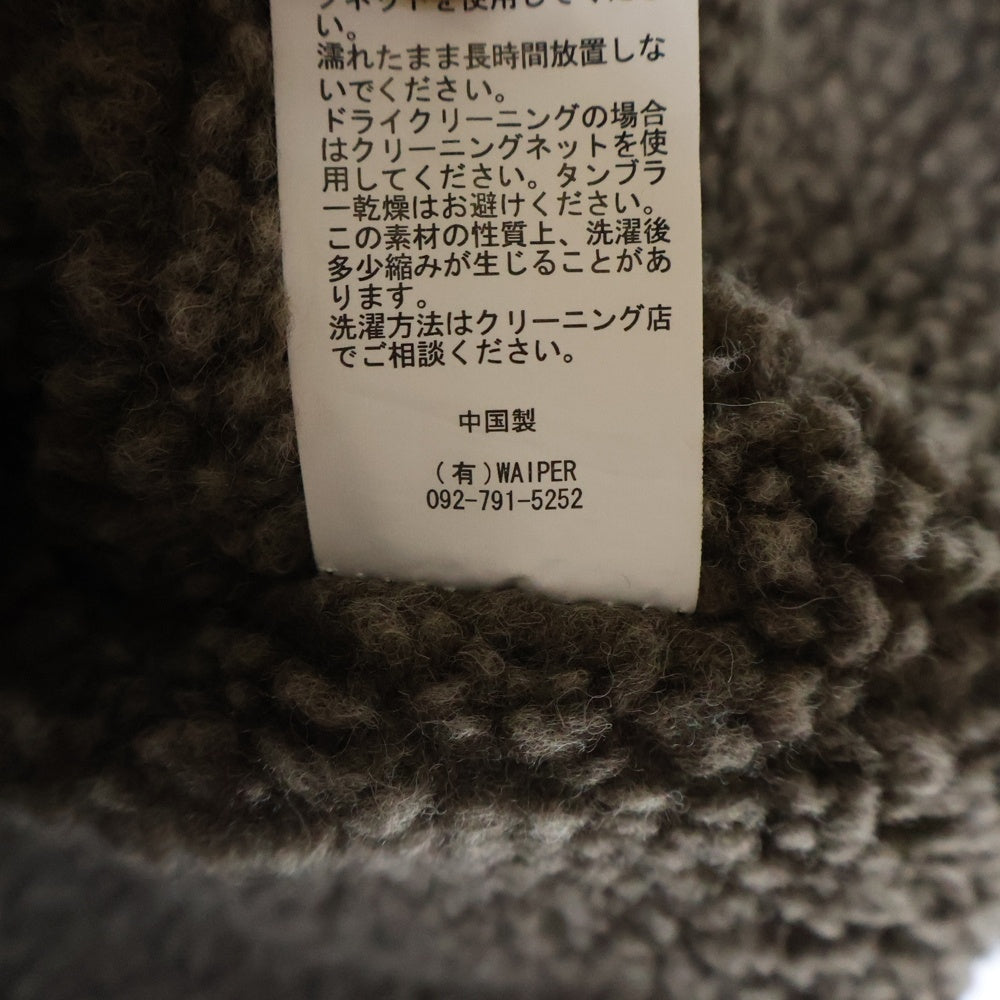 い。
濡れたまま長時間放置しな
いでください。
ドライクリーニングの場合
はクリーニングネットを使
用してください。タンブラ
ー乾燥はお避けください。
この素材の性質上、洗濯後
多少縮みが生じることがあ
ります。
洗濯方法はクリーニング店
でご相談ください。
中国製
(有)WAIPER
092-791-5252